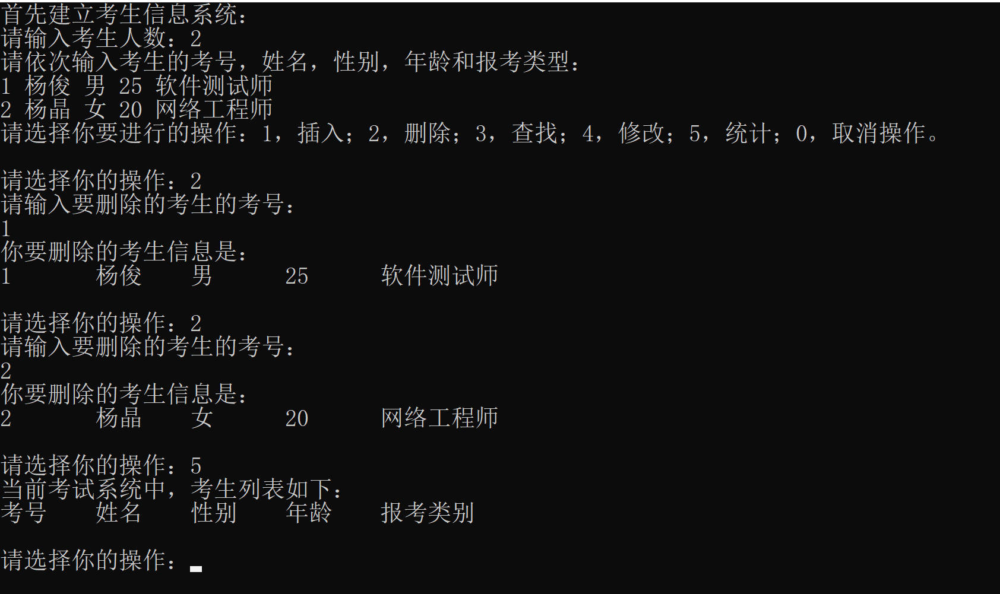 首先建立考生信息系统：
请输入考生人数：2
请依次输入考生的考号，姓名，性别，年龄和报考类型：
1 杨俊 男 25 软件测试师
2 杨晶 女 20 网络工程师
请选择你要进行的操作：1，插入；2，删除；3，查找；4，修改；5，统计；0，取消操作。
请选择你的操作：2
请输入要删除的考生的考号：
1
你要删除的考生信息是：
1 杨俊 男 25 软件测试师
请选择你的操作：2
请输入要删除的考生的考号：
2
你要删除的考生信息是：
2 杨晶 女 20 网络工程师
请选择你的操作：5
当前考试系统中，考生列表如下：
考号 姓名 性别 年龄 报考类别
请选择你的操作：